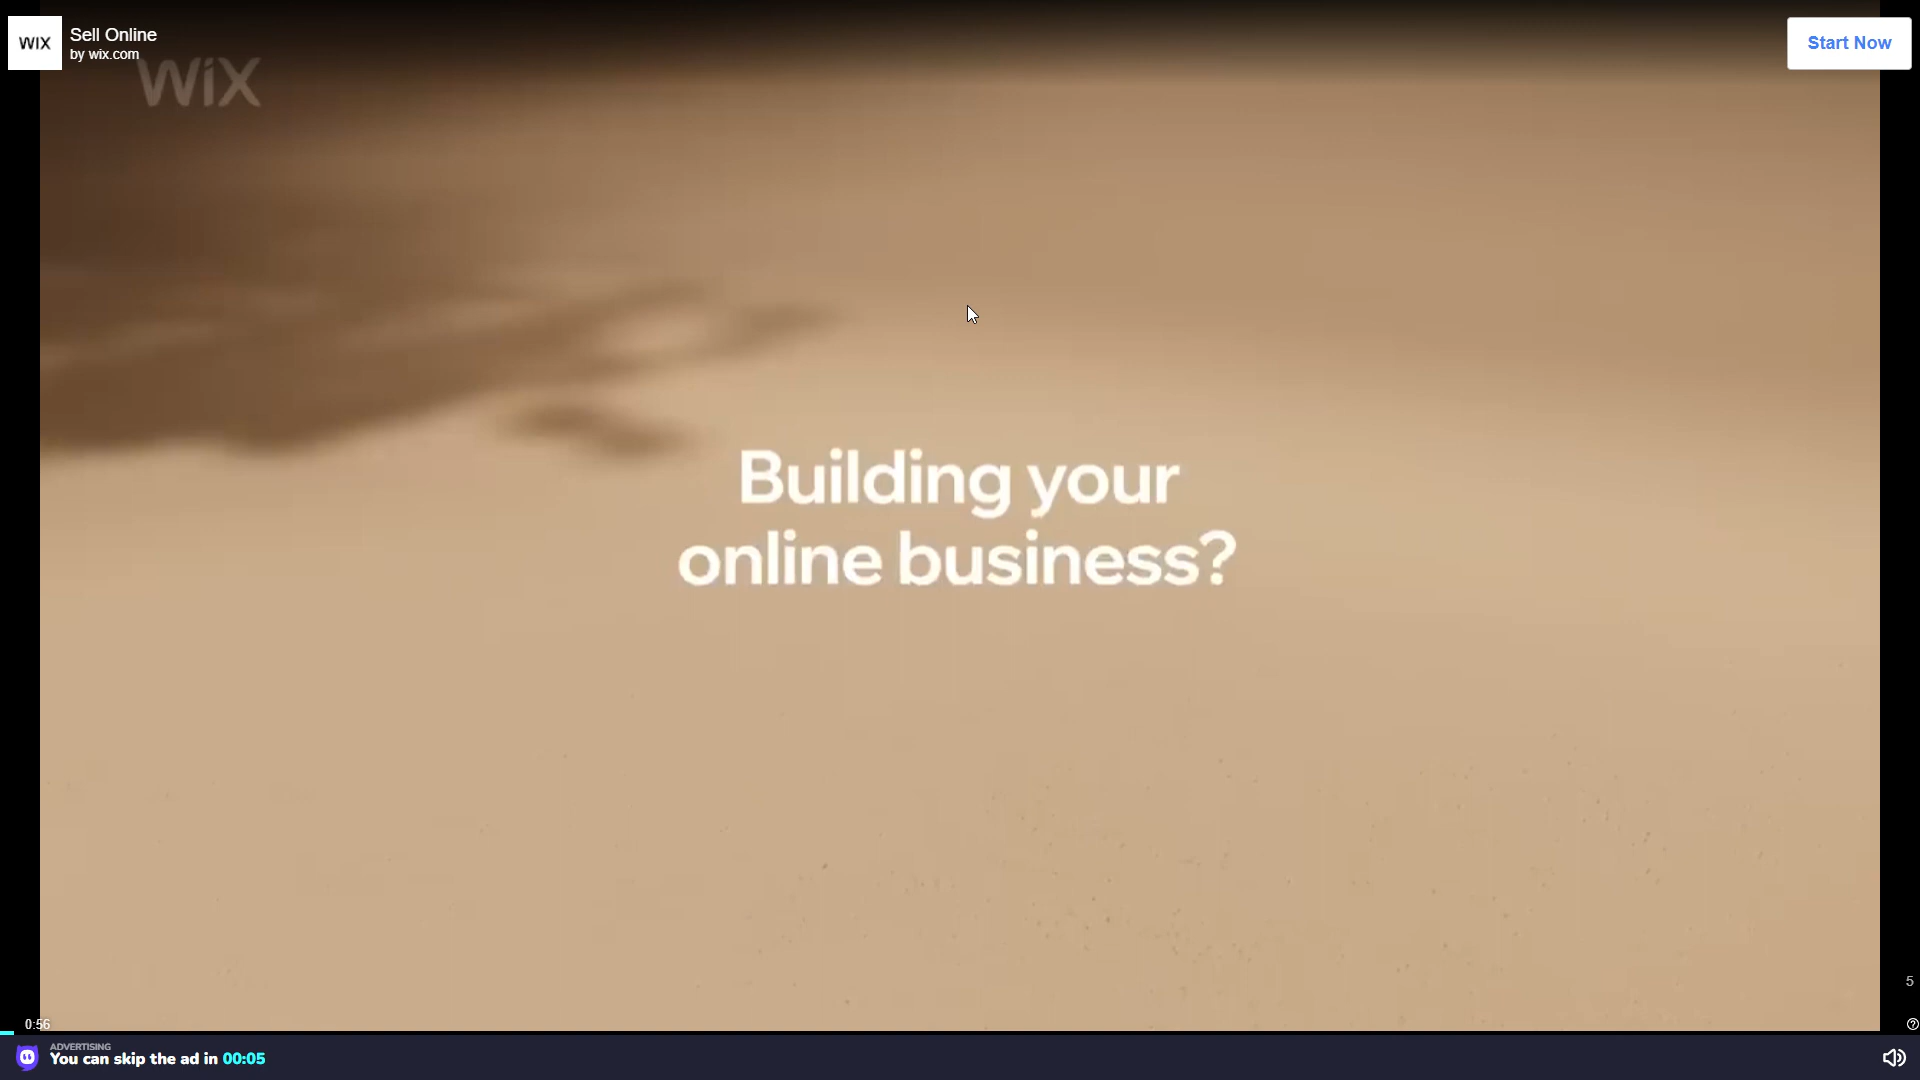 WIX
Sell Online
by wix.com
Start Now
WiX
Building your
online business?
5
0:56
ADVERTISING
You can skip the ad in 00:05